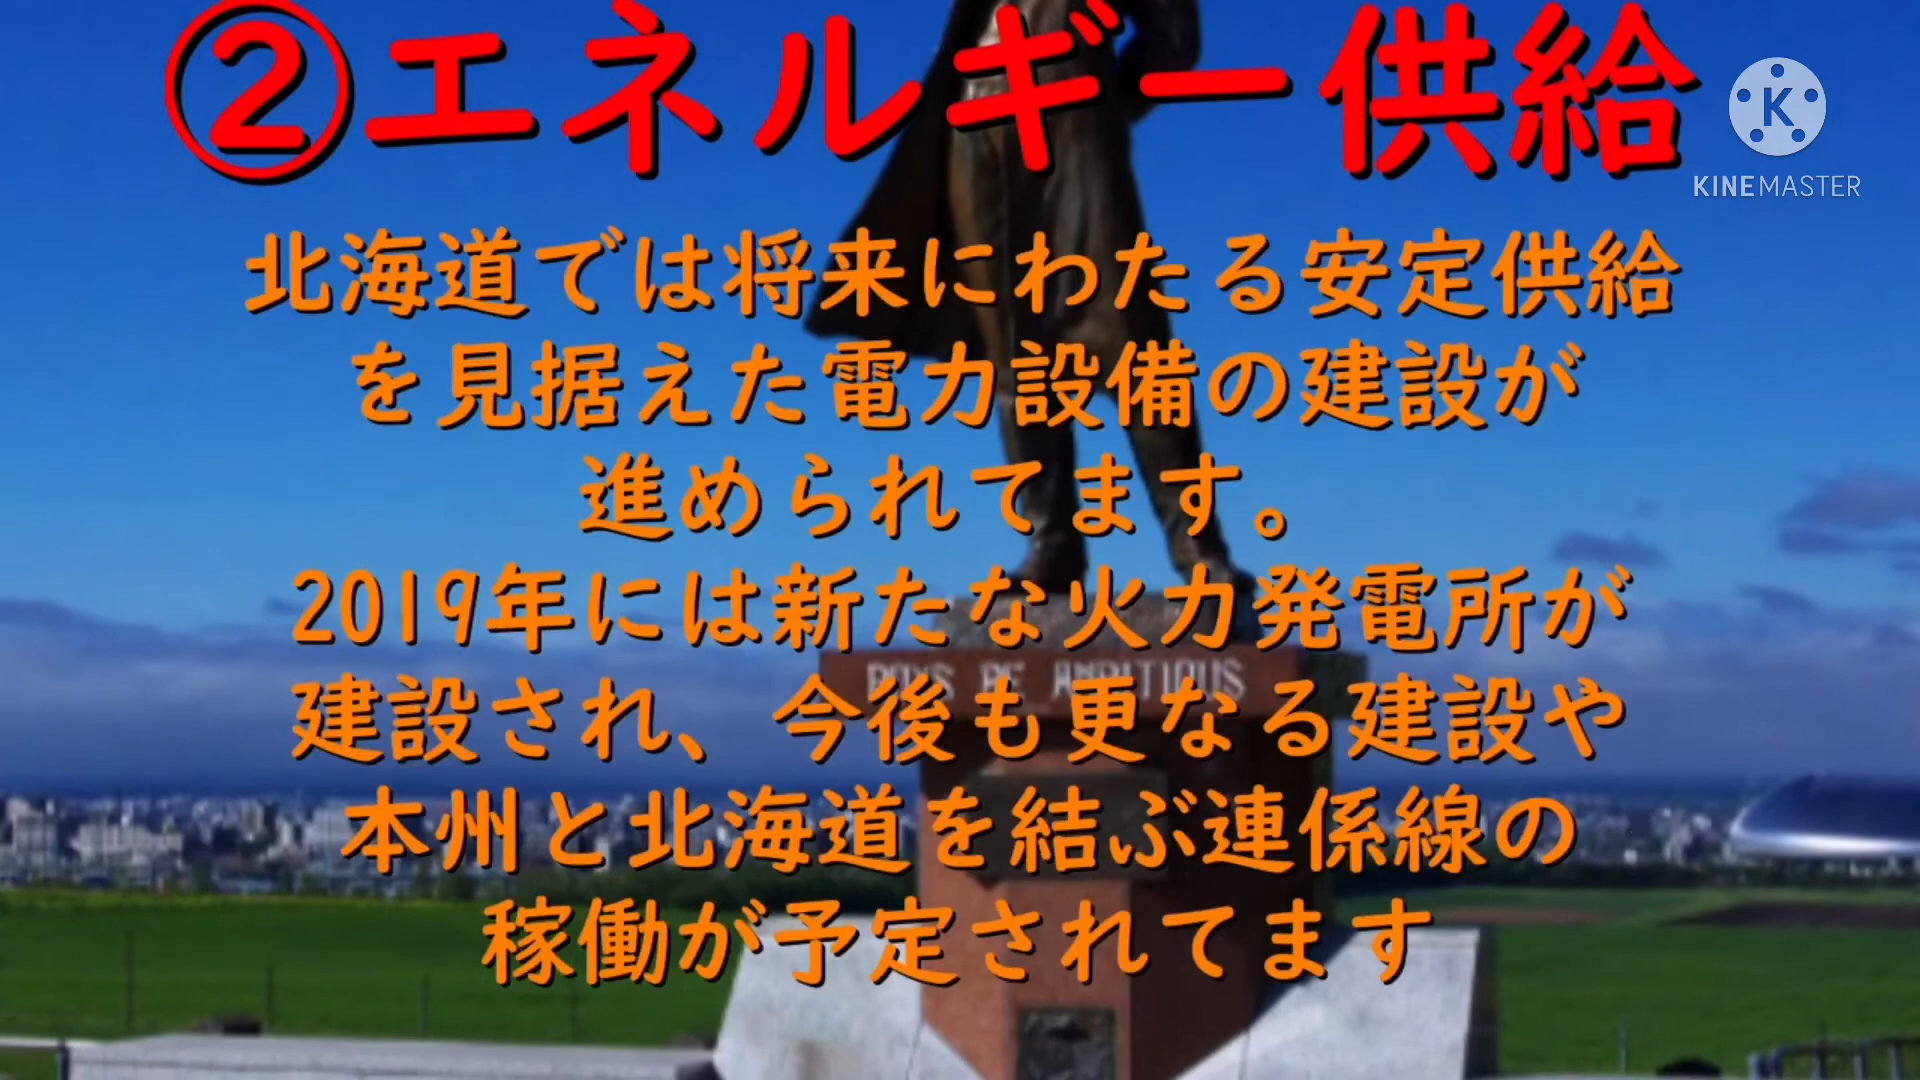 ②エネルギー供給
KINEMASTER
北海道では将来にわたる安定供給
を見据えた電力設備の建設が
進められてます。
2019年には新たな火力発電所が
建設され、今後も更なる建設や
本州と北海道を結ぶ連係線の
稼働が予定されてます
BOYS BE AMBITIOUS